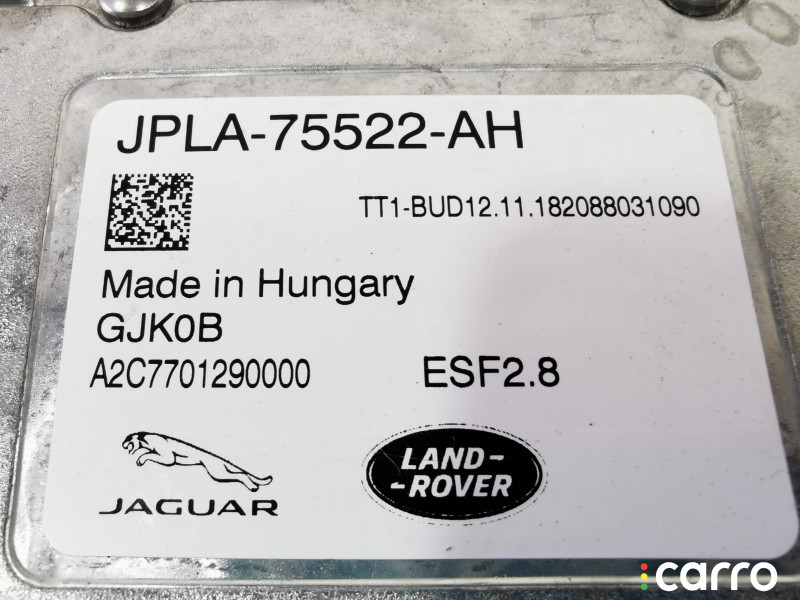 JPLA-75522-AH
TT1-BUD12.11.182088031090
Made in Hungary
GJK0B
A2C7701290000 ESF2.8
JAGUAR
LAND-
-ROVER
carro